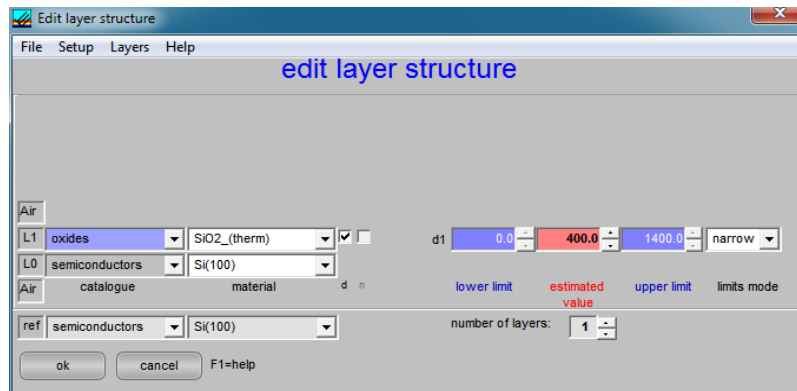 Edit layer structure
File Setup Layers Help
edit layer structure
Air
L1 oxides SiO2_(therm) d1 0.0 400.0 1400.0 narrow
L0 semiconductors Si(100)
Air catalogue material d n lower limit estimated value upper limit limits mode
ref semiconductors Si(100) number of layers: 1
ok cancel F1=help